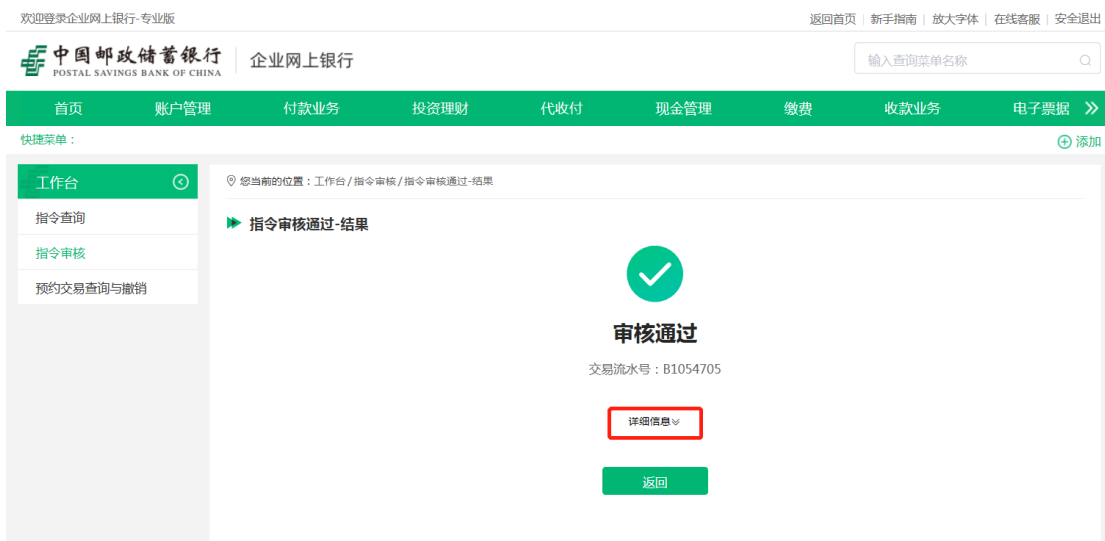 欢迎登录企业网上银行-专业版
返回首页 | 新手指南 | 放大字体 | 在线客服 | 安全退出
中国邮政储蓄银行
POSTAL SAVINGS BANK OF CHINA
企业网上银行
输入查询菜单名称
首页 账户管理 付款业务 投资理财 代收付 现金管理 缴费 收款业务 电子票据
快捷菜单：
添加
工作台
指令查询
指令审核
预约交易查询与撤销
您当前的位置：工作台/指令审核/指令审核通过-结果
指令审核通过-结果
审核通过
交易流水号：B1054705
详细信息
返回